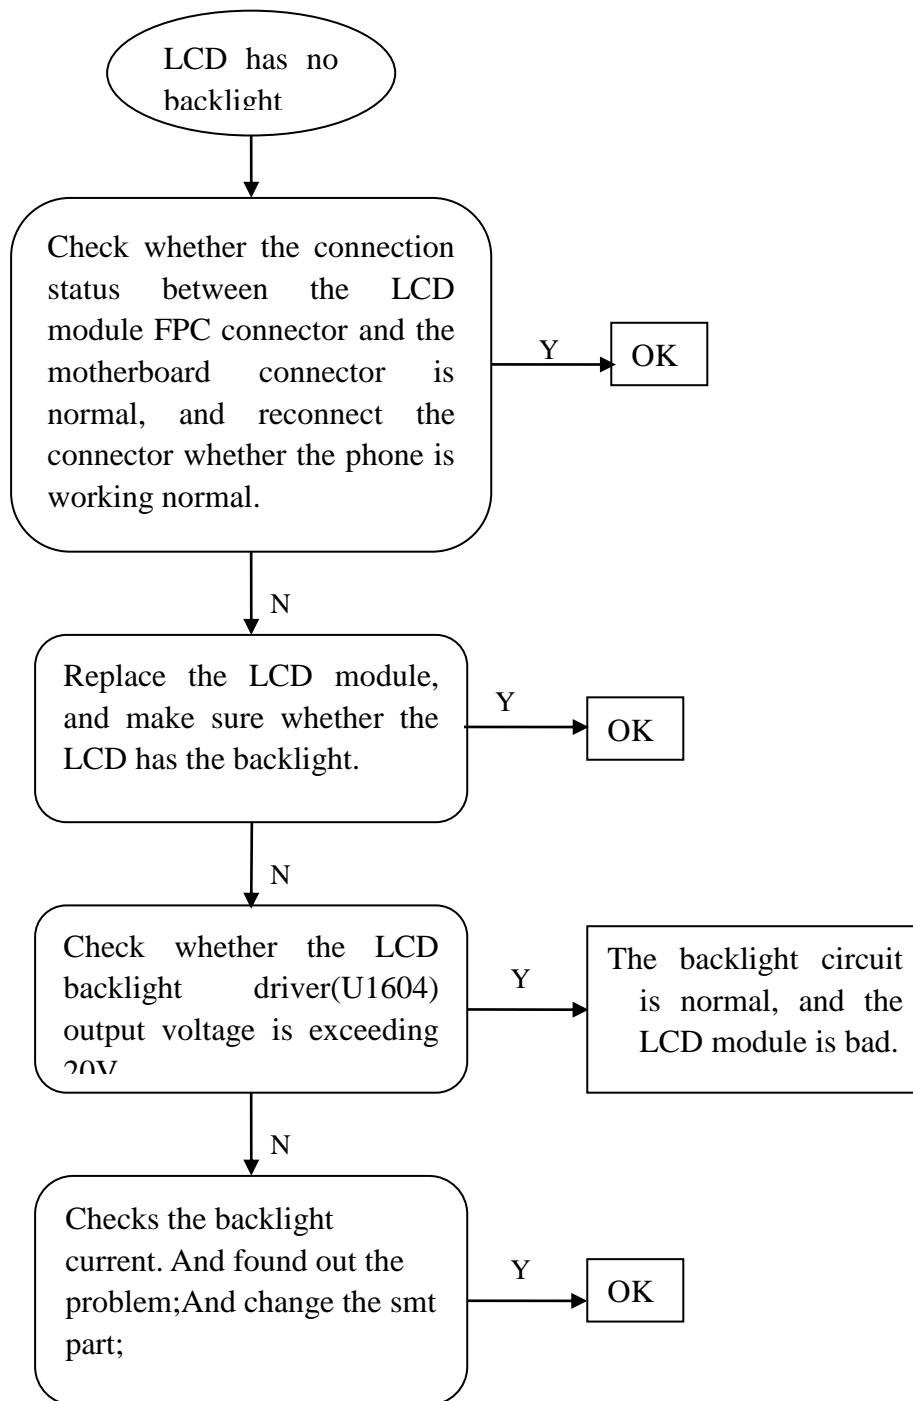 LCD has no
backlight
Check whether the connection
status between the LCD
module FPC connector and the
motherboard connector is
normal, and reconnect the
connector whether the phone is
working normal.
Y
OK
N
Replace the LCD module,
and make sure whether the
LCD has the backlight.
Y
OK
N
Check whether the LCD
backlight driver(U1604)
output voltage is exceeding
20V
Y
The backlight circuit
is normal, and the
LCD module is bad.
N
Checks the backlight
current. And found out the
problem;And change the smt
part;
Y
OK